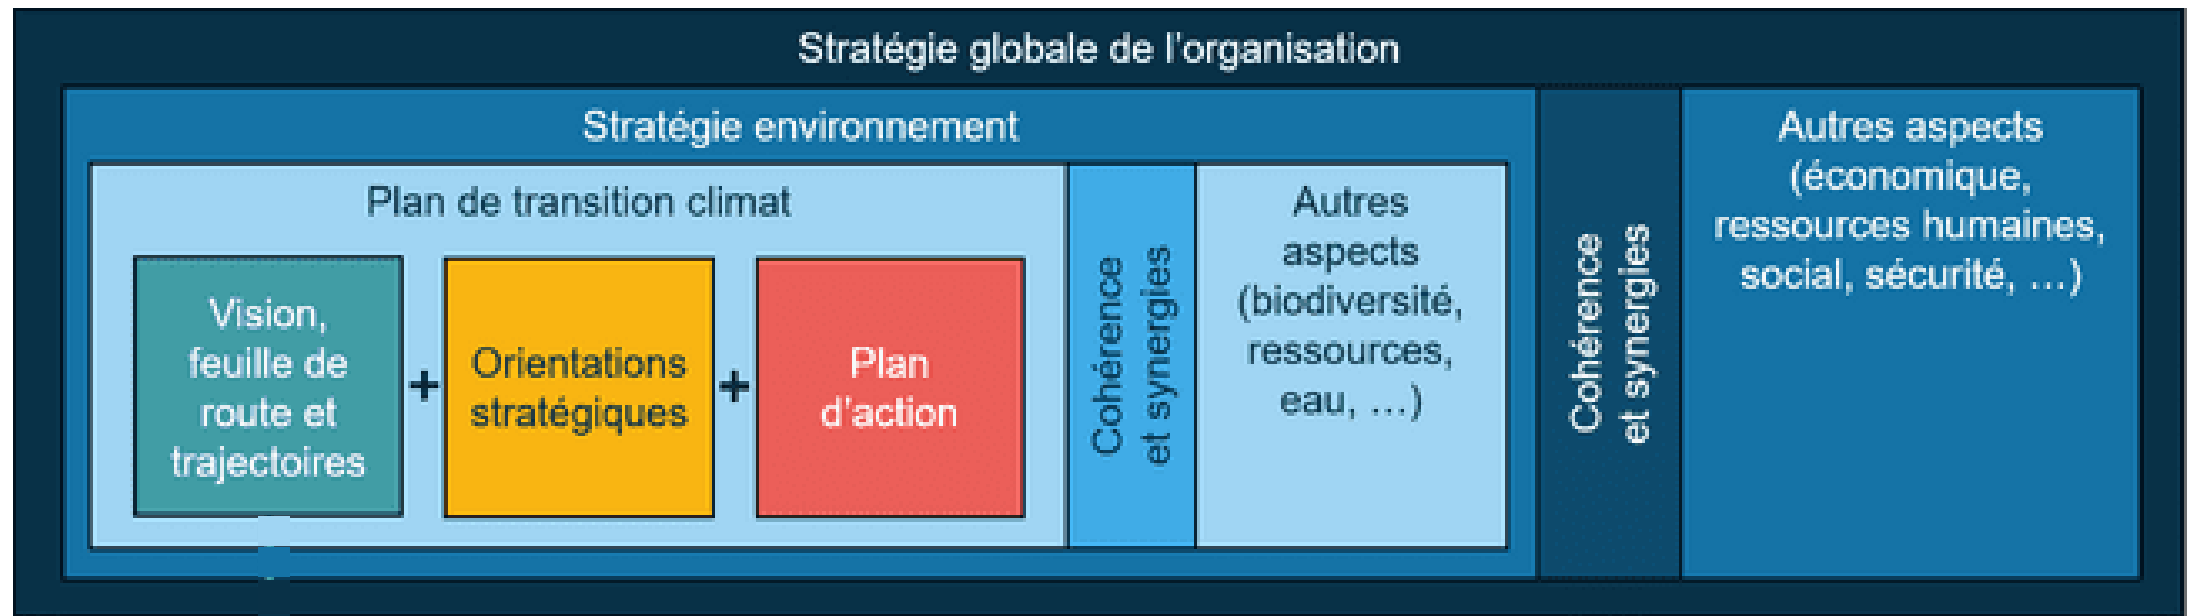 Stratégie globale de l’organisation
Stratégie environnement
Plan de transition climat
Vision,
feuille de
route et
trajectoires
+
Orientations
stratégiques
+
Plan
d’action
Cohérence
et synergies
Autres
aspects
(biodiversité,
ressources,
eau, …)
Cohérence
et synergies
Autres aspects
(économique,
ressources humaines,
social, sécurité, …)